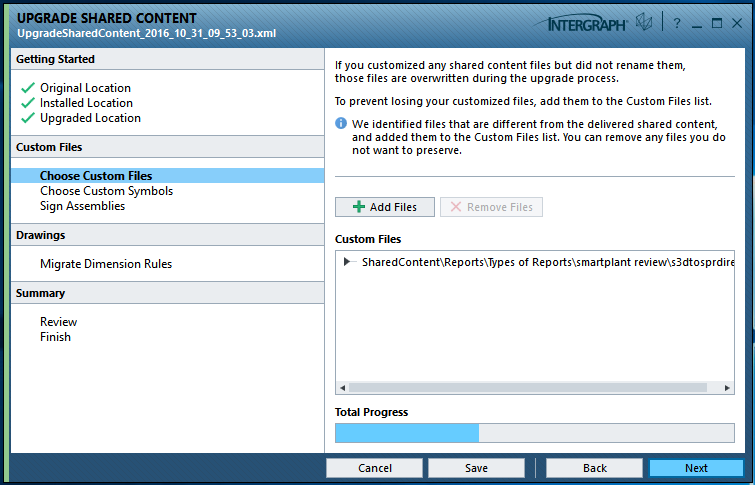 UPGRADE SHARED CONTENT
UpgradeSharedContent_2016_10_31_09_53_03.xml
INTERGRAPH®
?
Getting Started
Original Location
Installed Location
Upgraded Location
Custom Files
Choose Custom Files
Choose Custom Symbols
Sign Assemblies
Drawings
Migrate Dimension Rules
Summary
Review
Finish
If you customized any shared content files but did not rename them,
those files are overwritten during the upgrade process.
To prevent losing your customized files, add them to the Custom Files list.
We identified files that are different from the delivered shared content,
and added them to the Custom Files list. You can remove any files you do
not want to preserve.
Add Files
Remove Files
Custom Files
SharedContent\Reports\Types of Reports\smartplant review\s3dtosprdire
Total Progress
Cancel
Save
Back
Next